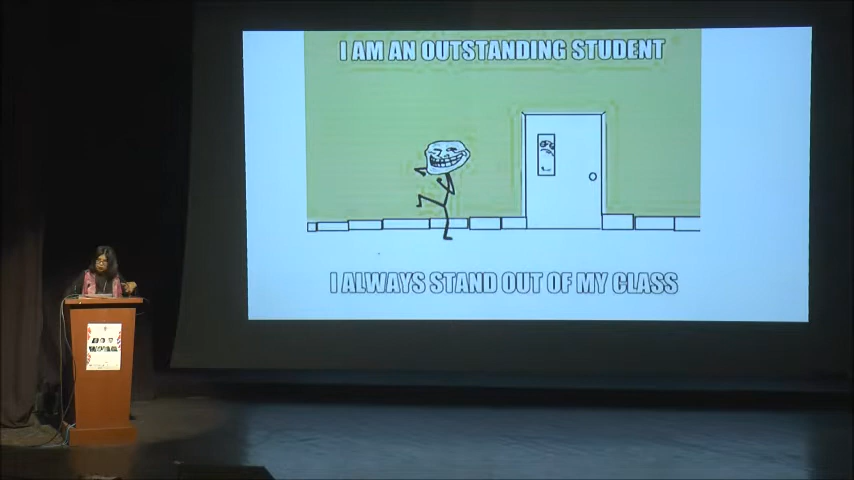 I AM AN OUTSTANDING STUDENT
I ALWAYS STAND OUT OF MY CLASS